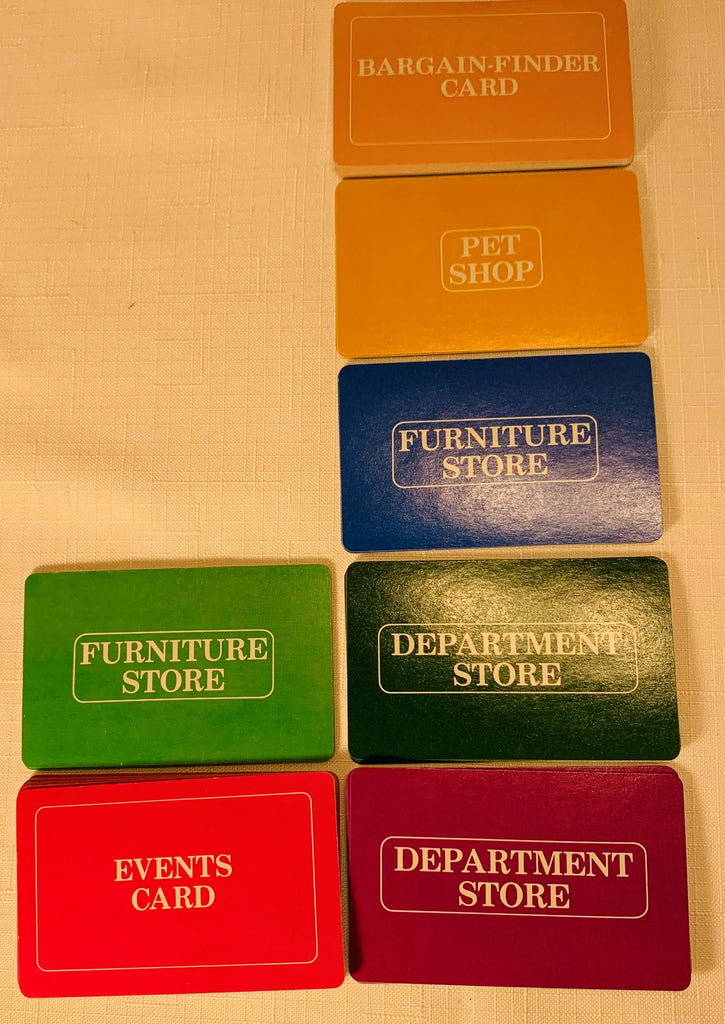 BARGAIN-FINDER
CARD
PET
SHOP
FURNITURE
STORE
FURNITURE
STORE
DEPARTMENT
STORE
EVENTS
CARD
DEPARTMENT
STORE